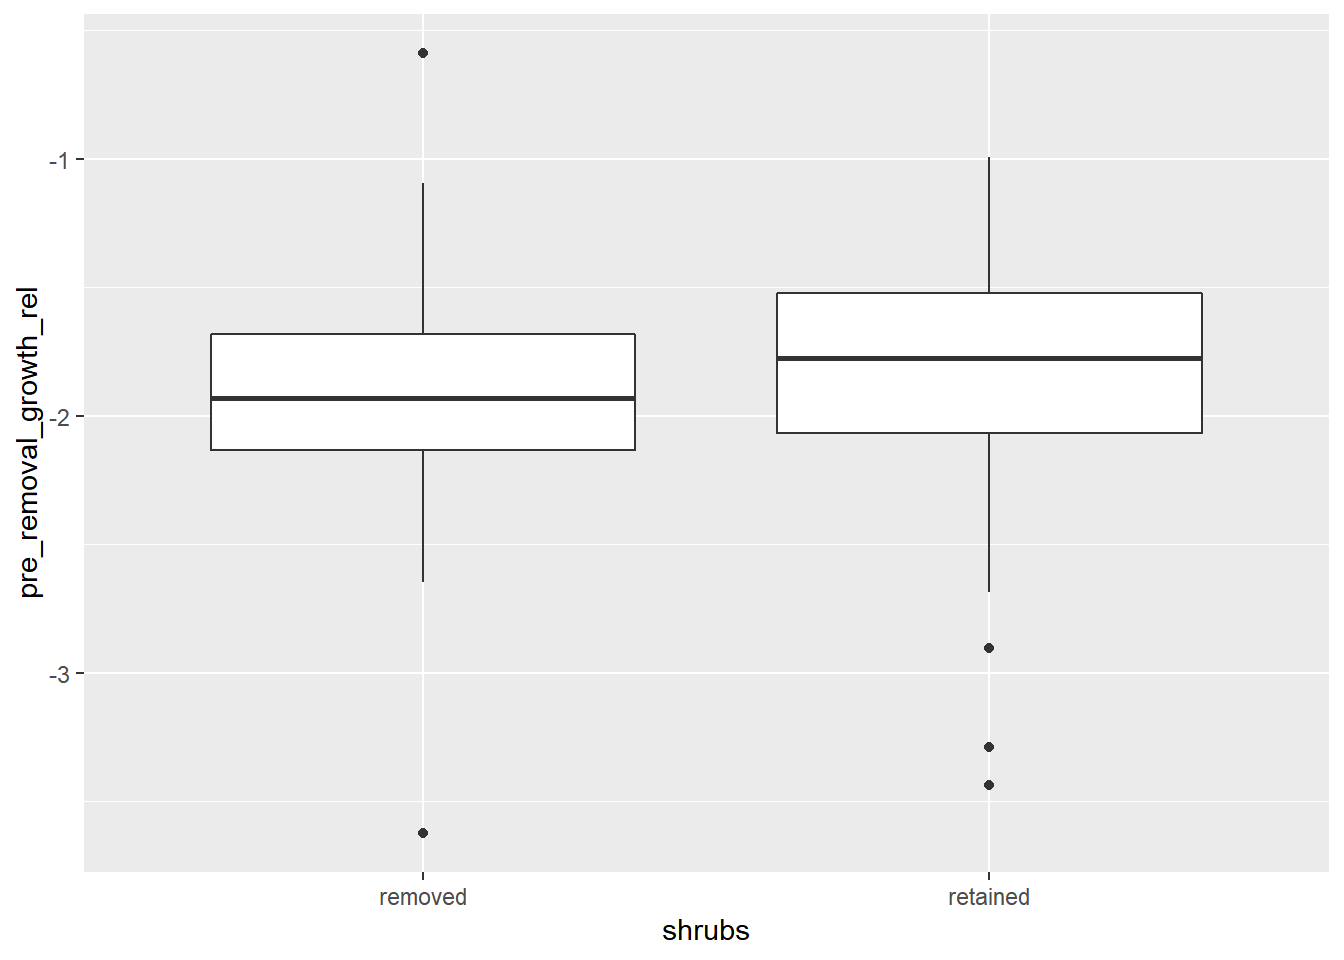 pre_removal_growth_rel
-1
-2
-3
removed
retained
shrubs